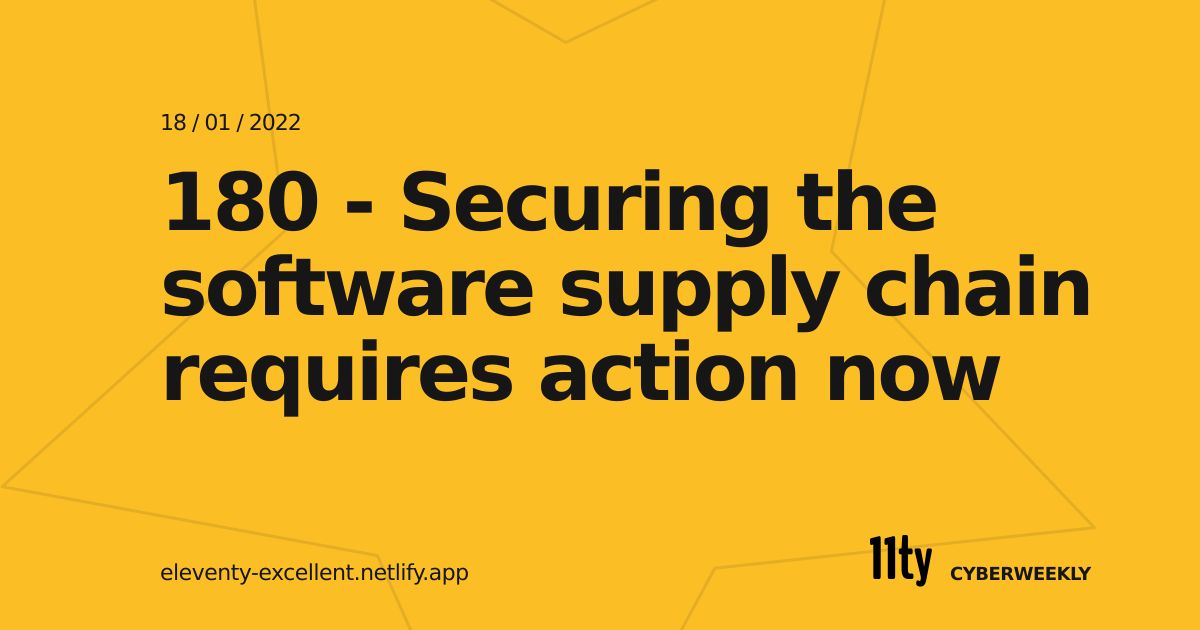 18 / 01 / 2022
180 - Securing the
software supply chain
requires action now
eleventy-excellent.netlify.app
11ty CYBERWEEKLY